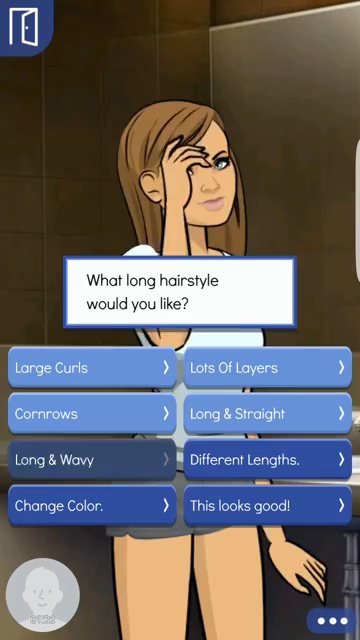 What long hairstyle
would you like?
Large Curls
Lots Of Layers
Cornrows
Long & Straight
Long & Wavy
Different Lengths.
Change Color.
This looks good!